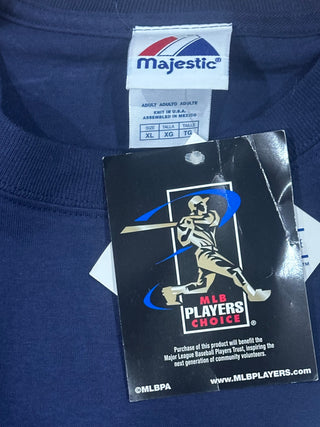 majestic®
ADULT ADULTO ADULTE
KNIT IN U.S.A.
ASSEMBLED IN MEXICO
SIZE TALLA TAILLE
XL XG TG
MLB
PLAYERS
CHOICE®
Purchase of this product will benefit the
Major League Baseball Players Trust, inspiring the
next generation of community volunteers.
©MLBPA www.MLBPLAYERS.com